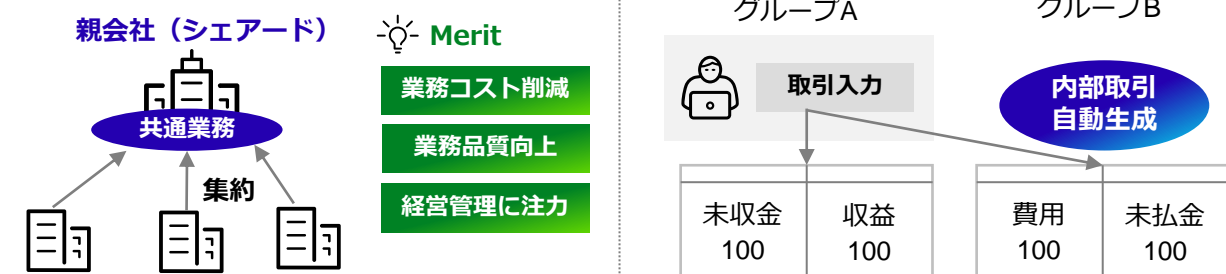 親会社（シェアード）
共通業務
集約
Merit
業務コスト削減
業務品質向上
経営管理に注力
グループA
グループB
取引入力
内部取引
自動生成
未収金
100
収益
100
費用
100
未払金
100